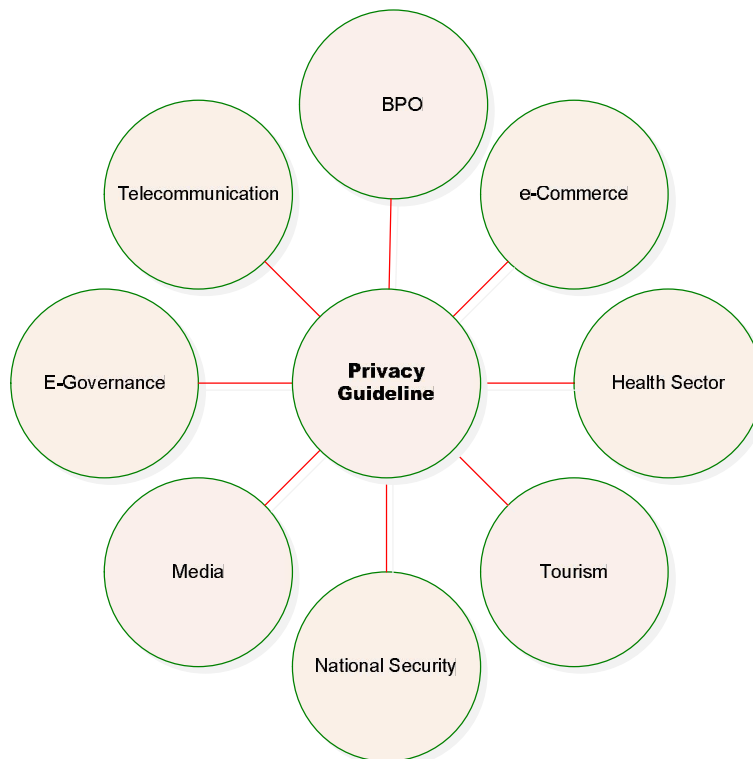 BPO
Telecommunication
e-Commerce
E-Governance
Privacy
Guideline
Health Sector
Media
Tourism
National Security